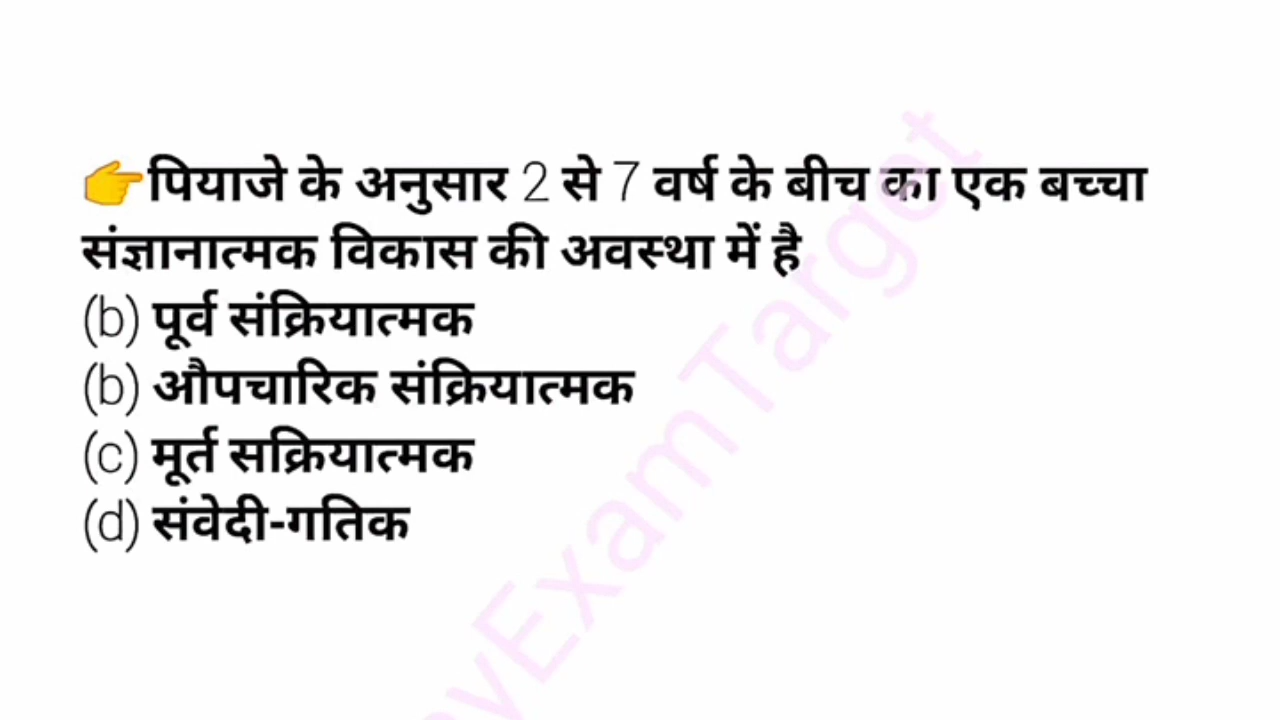 👉पियाजे के अनुसार 2 से 7 वर्ष के बीच का एक बच्चा
संज्ञानात्मक विकास की अवस्था में है
(b) पूर्व संक्रियात्मक
(b) औपचारिक संक्रियात्मक
(c) मूर्त सक्रियात्मक
(d) संवेदी-गतिक